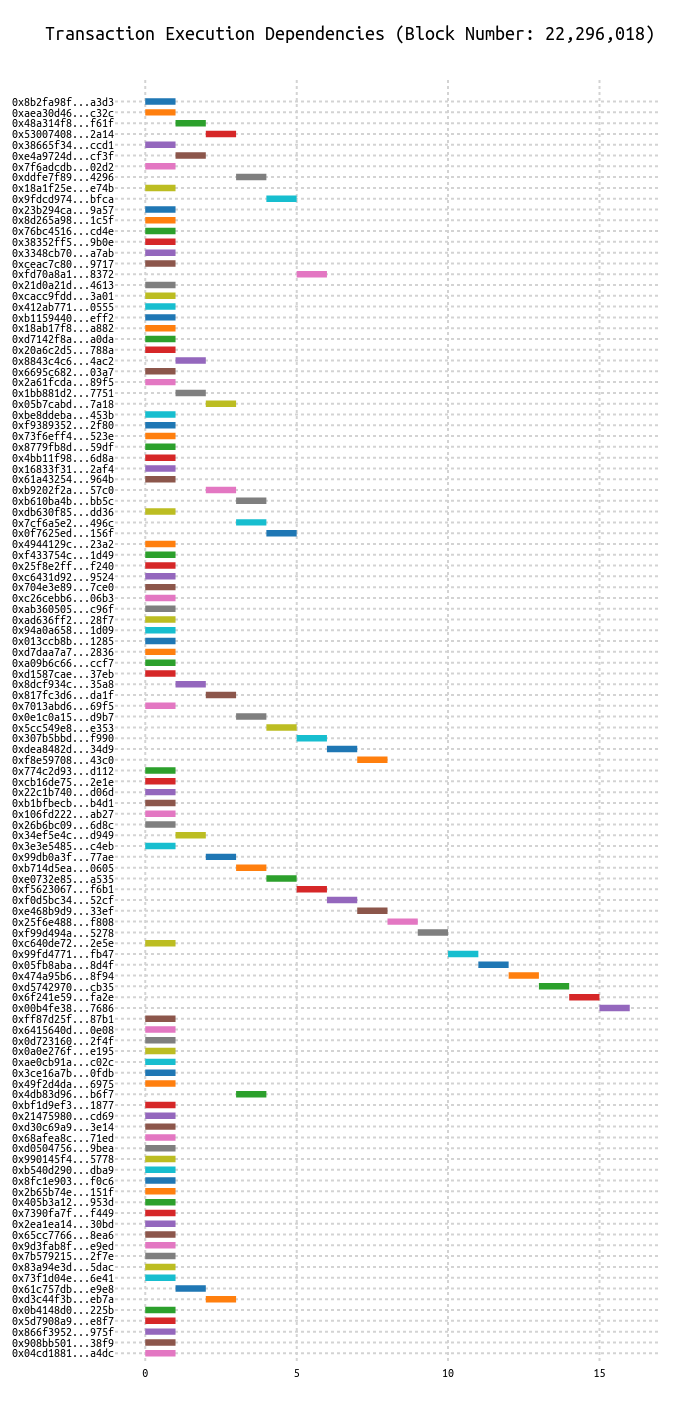 Transaction Execution Dependencies (Block Number: 22,296,018)
0x8b2fa98f...a3d3
0xaea30d46...c32c
0x48a314f8...f61f
0x53007408...2a14
0x38665f34...ccd1
0xe4a9724d...cf3f
0x7f6adcdb...02d2
0xddfe7f89...4296
0x18a1f25e...e74b
0x9fdcd974...bfca
0x23b294ca...9a57
0x8d265a98...1c5f
0x76bc4516...cd4e
0x38352ff5...9b0e
0x3348cb70...a7ab
0xceac7c80...9717
0xfd70a8a1...8372
0x21d0a21d...4613
0xcacc9fdd...3a01
0x412ab771...0555
0xb1159440...eff2
0x18ab17f8...a882
0xd7142f8a...a0da
0x20a6c2d5...788a
0x8843c4c6...4ac2
0x6695c682...03a7
0x2a61fcda...89f5
0x1bb881d2...7751
0x05b7cabd...7a18
0xbe8ddeba...453b
0xf9389352...2f80
0x73f6eff4...523e
0x8779fb8d...59df
0x4bb11f98...6d8a
0x16833f31...2af4
0x61a43254...964b
0xb9202f2a...57c0
0xb610ba4b...bb5c
0xdb630f85...dd36
0x7cf6a5e2...496c
0x0f7625ed...156f
0x4944129c...23a2
0xf433754c...1d49
0x25f8e2ff...f240
0xc6431d92...9524
0x704e3e89...7ce0
0xc26cebb6...06b3
0xab360505...c96f
0xad636ff2...28f7
0x94a0a658...1d09
0x013ccb8b...1285
0xd7daa7a7...2836
0xa09b6c66...ccf7
0xd1587cae...37eb
0x8dcf934c...35a8
0x817fc3d6...da1f
0x7013abd6...69f5
0x0e1c0a15...d9b7
0x5cc549e8...e353
0x307b5bbd...f990
0xdea8482d...34d9
0xf8e59708...43c0
0x774c2d93...d112
0xcb16de75...2e1e
0x22c1b740...d06d
0xb1bfbecb...b4d1
0x106fd222...ab27
0x26b6bc09...6d8c
0x34ef5e4c...d949
0x3e3e5485...c4eb
0x99db0a3f...77ae
0xb714d5ea...0605
0xe0732e85...a535
0xf5623067...f6b1
0xf0d5bc34...52cf
0xe468b9d9...33ef
0x25f6e488...f808
0xf99d494a...5278
0xc640de72...2e5e
0x99fd4771...fb47
0x05fb8aba...8d4f
0x474a95b6...8f94
0xd5742970...cb35
0x6f241e59...fa2e
0x00b4fe38...7686
0xff87d25f...87b1
0x6415640d...0e08
0x0d723160...2f4f
0x0a0e276f...e195
0xae0cb91a...c02c
0x3ce16a7b...0fdb
0x49f2d4da...6975
0x4db83d96...b6f7
0xbf1d9ef3...1877
0x21475980...cd69
0xd30c69a9...3e14
0x68afea8c...71ed
0xd0504756...9bea
0x990145f4...5778
0xb540d290...dba9
0x8fc1e903...f0c6
0x2b65b74e...151f
0x405b3a12...953d
0x7390fa7f...f449
0x2ea1ea14...30bd
0x65cc7766...8ea6
0x9d3fab8f...e9ed
0x7b579215...2f7e
0x83a94e3d...5dac
0x73f1d04e...6e41
0x61c757db...e9e8
0xd3c44f3b...eb7a
0x0b4148d0...225b
0x5d7908a9...e8f7
0x866f3952...975f
0x908bb501...38f9
0x04cd1881...a4dc
0 5 10 15